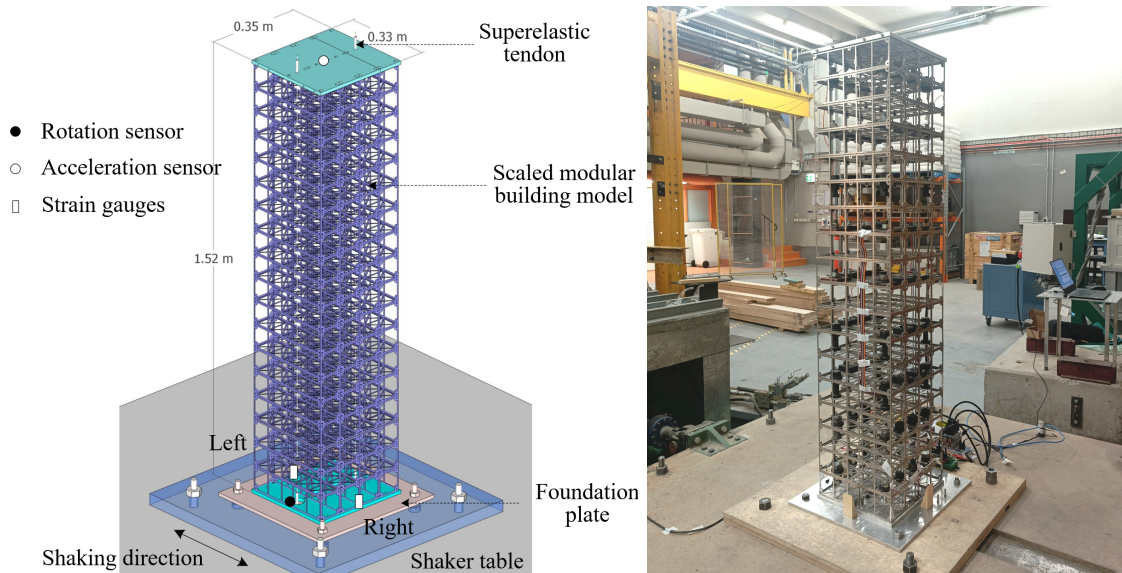 0.35 m
0.33 m
Superelastic
tendon
Rotation sensor
Acceleration sensor
Strain gauges
Scaled modular
building model
1.52 m
Left
Foundation
plate
Right
Shaking direction
Shaker table